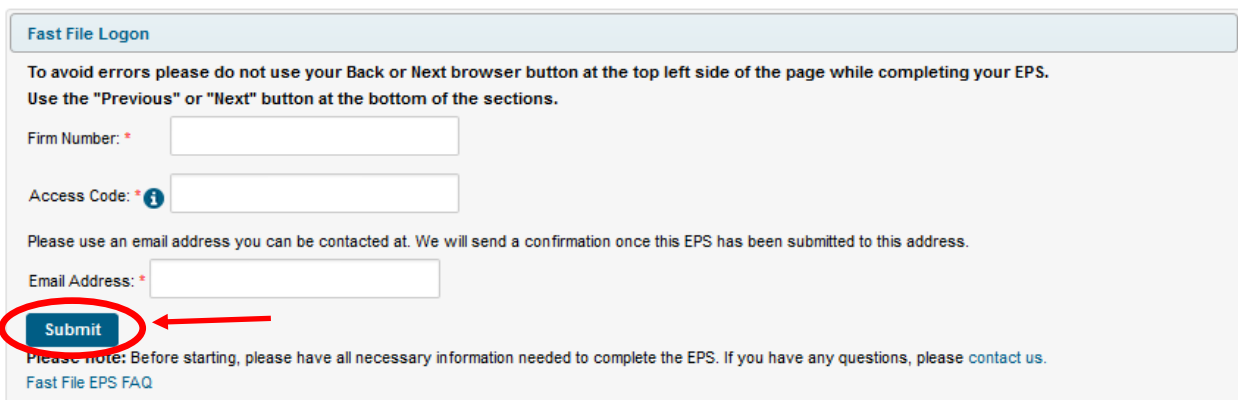 Fast File Logon
To avoid errors please do not use your Back or Next browser button at the top left side of the page while completing your EPS.
Use the "Previous" or "Next" button at the bottom of the sections.
Firm Number: *
Access Code: * i
Please use an email address you can be contacted at. We will send a confirmation once this EPS has been submitted to this address.
Email Address: *
Submit
Please note: Before starting, please have all necessary information needed to complete the EPS. If you have any questions, please contact us.
Fast File EPS FAQ